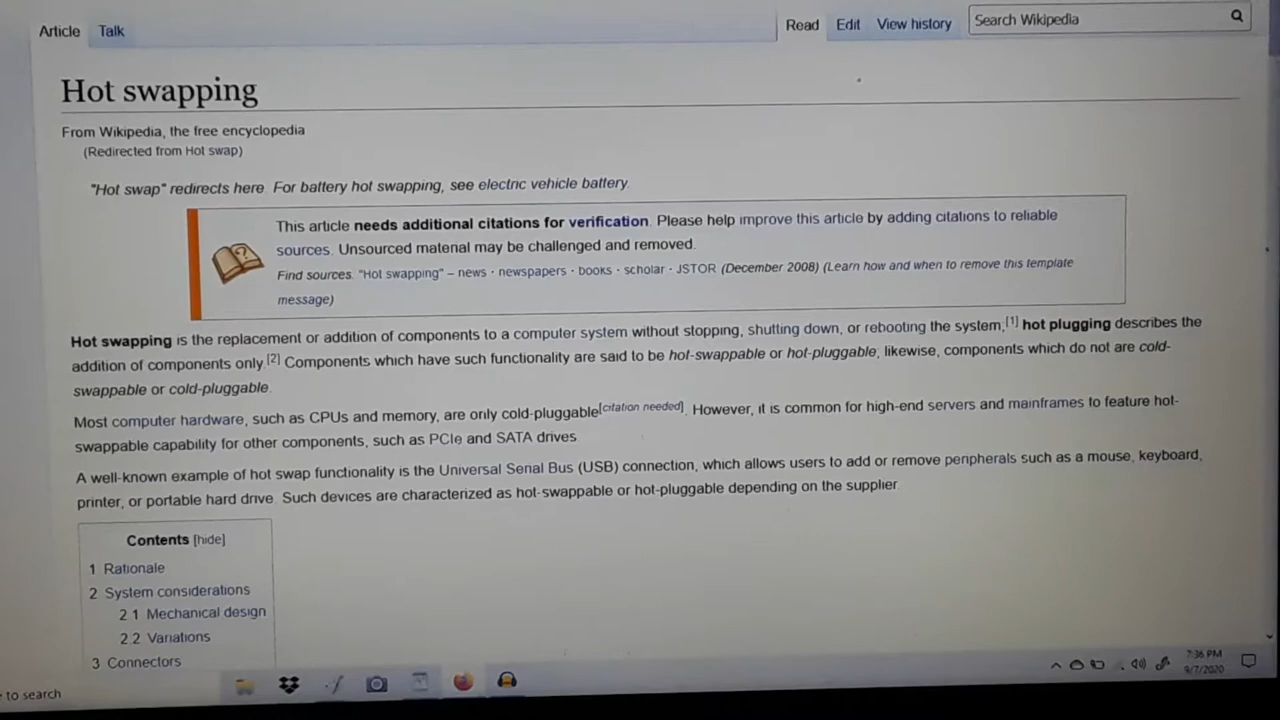 Article Talk Read Edit View history Search Wikipedia
Hot swapping
From Wikipedia, the free encyclopedia
(Redirected from Hot swap)
"Hot swap" redirects here. For battery hot swapping, see electric vehicle battery.
This article needs additional citations for verification. Please help improve this article by adding citations to reliable
sources. Unsourced material may be challenged and removed.
Find sources: "Hot swapping" – news · newspapers · books · scholar · JSTOR (December 2008) (Learn how and when to remove this template
message)
Hot swapping is the replacement or addition of components to a computer system without stopping, shutting down, or rebooting the system;[1] hot plugging describes the
addition of components only.[2] Components which have such functionality are said to be hot-swappable or hot-pluggable; likewise, components which do not are cold-
swappable or cold-pluggable.
Most computer hardware, such as CPUs and memory, are only cold-pluggable[citation needed]. However, it is common for high-end servers and mainframes to feature hot-
swappable capability for other components, such as PCIe and SATA drives.
A well-known example of hot swap functionality is the Universal Serial Bus (USB) connection, which allows users to add or remove peripherals such as a mouse, keyboard,
printer, or portable hard drive. Such devices are characterized as hot-swappable or hot-pluggable depending on the supplier.
Contents [hide]
1 Rationale
2 System considerations
2.1 Mechanical design
2.2 Variations
3 Connectors
to search
7:36 PM
9/7/2020